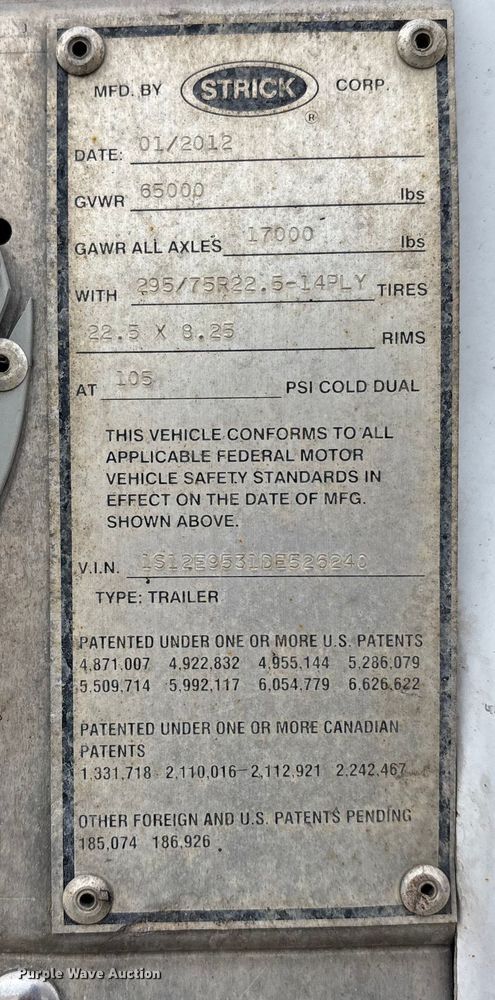 MFD. BY STRICK ® CORP.
DATE: 01/2012
GVWR 65000 lbs
GAWR ALL AXLES 17000 lbs
WITH 295/75R22.5-14PLY TIRES
22.5 X 8.25 RIMS
AT 105 PSI COLD DUAL
THIS VEHICLE CONFORMS TO ALL
APPLICABLE FEDERAL MOTOR
VEHICLE SAFETY STANDARDS IN
EFFECT ON THE DATE OF MFG.
SHOWN ABOVE.
V.I.N. 1S12E9531DE526240
TYPE: TRAILER
PATENTED UNDER ONE OR MORE U.S. PATENTS
4,871,007 4,922,832 4,955,144 5,286,079
5,509,714 5,992,117 6,054,779 6,626,622
PATENTED UNDER ONE OR MORE CANADIAN
PATENTS
1,331,718 2,110,016 2,112,921 2,242,467
OTHER FOREIGN AND U.S. PATENTS PENDING
185,074 186,926
Purple Wave Auction